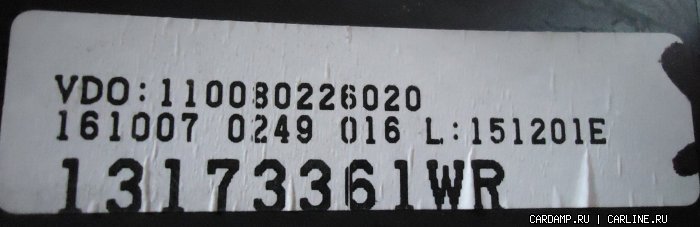 VDO:110080226020
161007 0249 016 L:151201E
13173361WR
CARDAMP.RU | CARLINE.RU